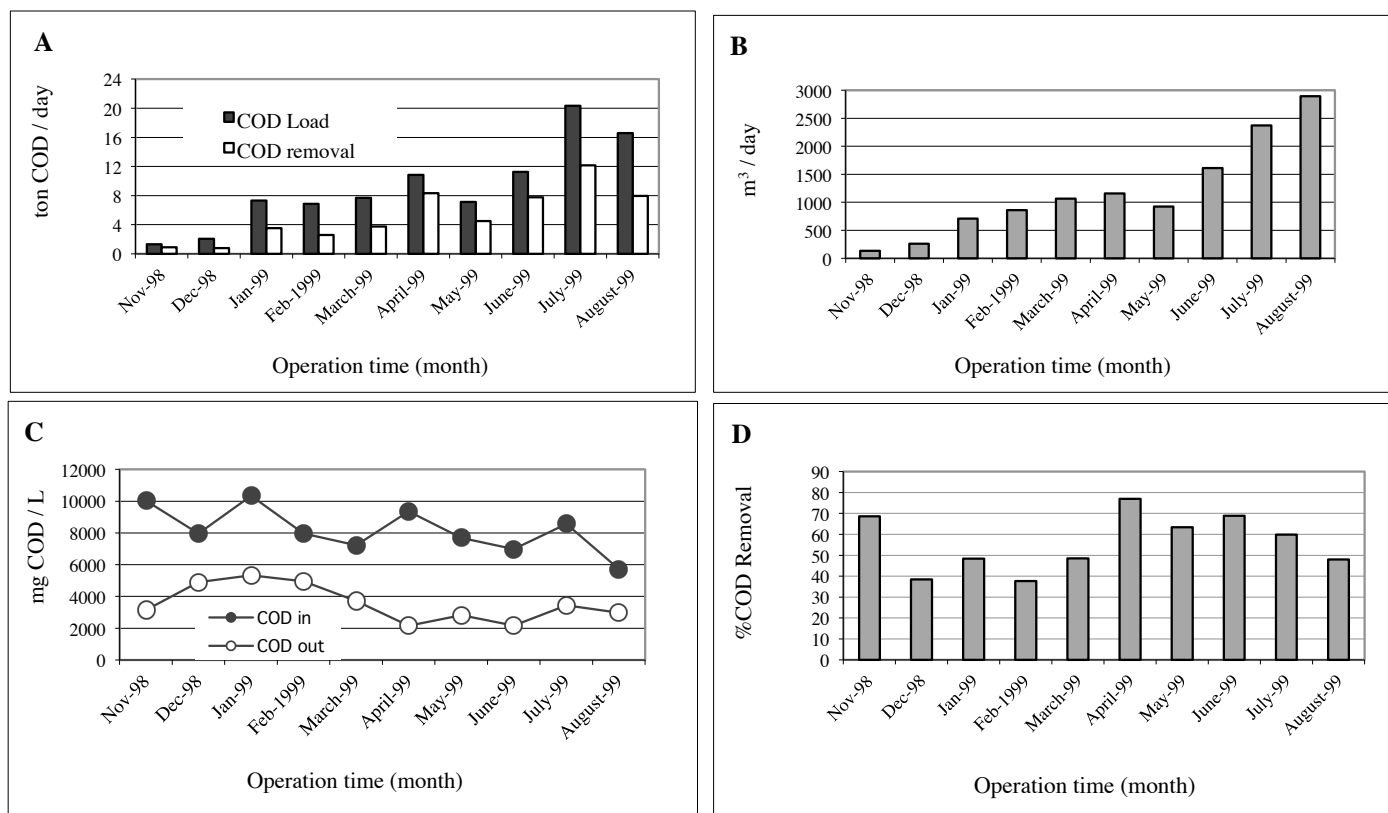 A
ton COD / day
24
20
16
12
8
4
0
COD Load
COD removal
Nov-98
Dec-98
Jan-99
Feb-1999
March-99
April-99
May-99
June-99
July-99
August-99
Operation time (month)
B
m³ / day
3000
2500
2000
1500
1000
500
0
Nov-98
Dec-98
Jan-99
Feb-1999
March-99
April-99
May-99
June-99
July-99
August-99
Operation time (month)
C
mg COD / L
12000
10000
8000
6000
4000
2000
0
COD in
COD out
Nov-98
Dec-98
Jan-99
Feb-1999
March-99
April-99
May-99
June-99
July-99
August-99
Operation time (month)
D
%COD Removal
90
80
70
60
50
40
30
20
10
0
Nov-98
Dec-98
Jan-99
Feb-1999
March-99
April-99
May-99
June-99
July-99
August-99
Operation time (month)